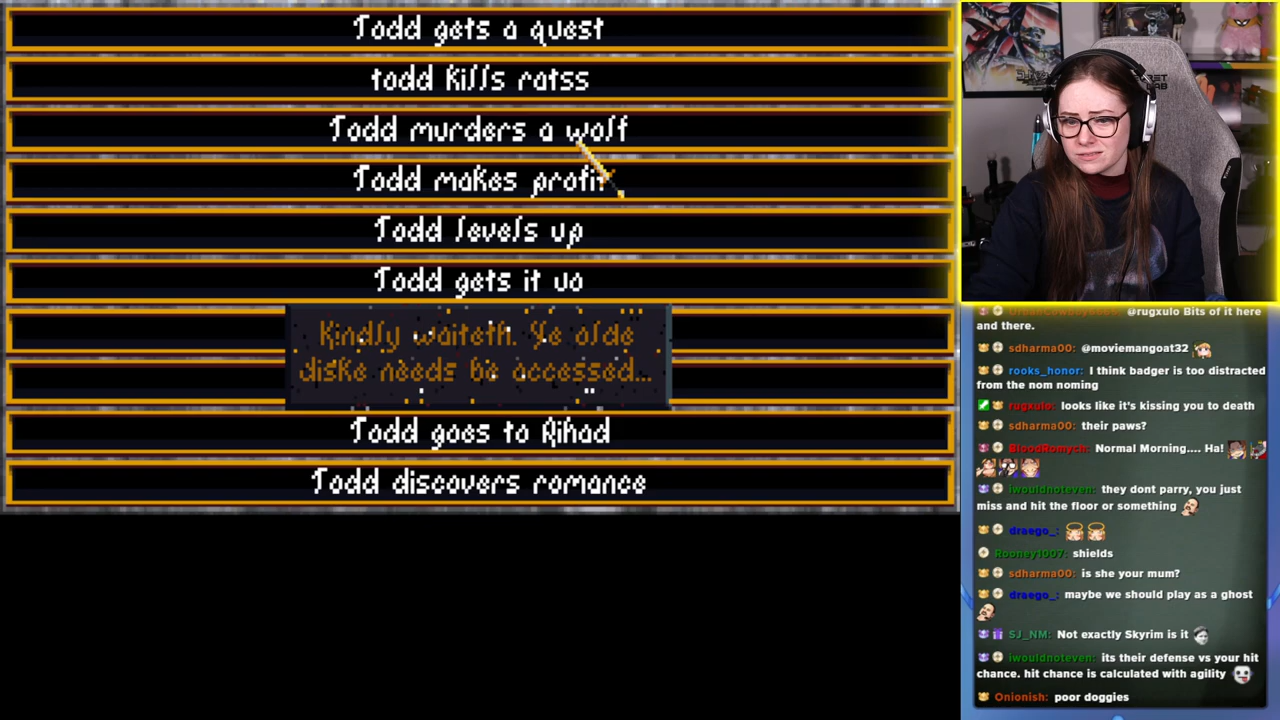 Todd gets a quest
todd kills ratss
Todd murders a wolf
Todd makes profit
Todd levels up
Todd gets it uo
Kindly waiteth. Ye olde
diske needs be accessed...
Todd goes to Rihad
Todd discovers romance
@rugxulo Bits of it here
and there.
sdharma00: @moviemangoat32
rooks_honor: I think badger is too distracted
from the nom noming
rugxulo: looks like it's kissing you to death
sdharma00: their paws?
BloodRomych: Normal Morning.... Ha!
iwouldnoteven: they dont parry, you just
miss and hit the floor or something
draego_:
Rooney1007: shields
sdharma00: is she your mum?
draego_: maybe we should play as a ghost
SJ_NM: Not exactly Skyrim is it
iwouldnoteven: its their defense vs your hit
chance. hit chance is calculated with agility
Onionish: poor doggies